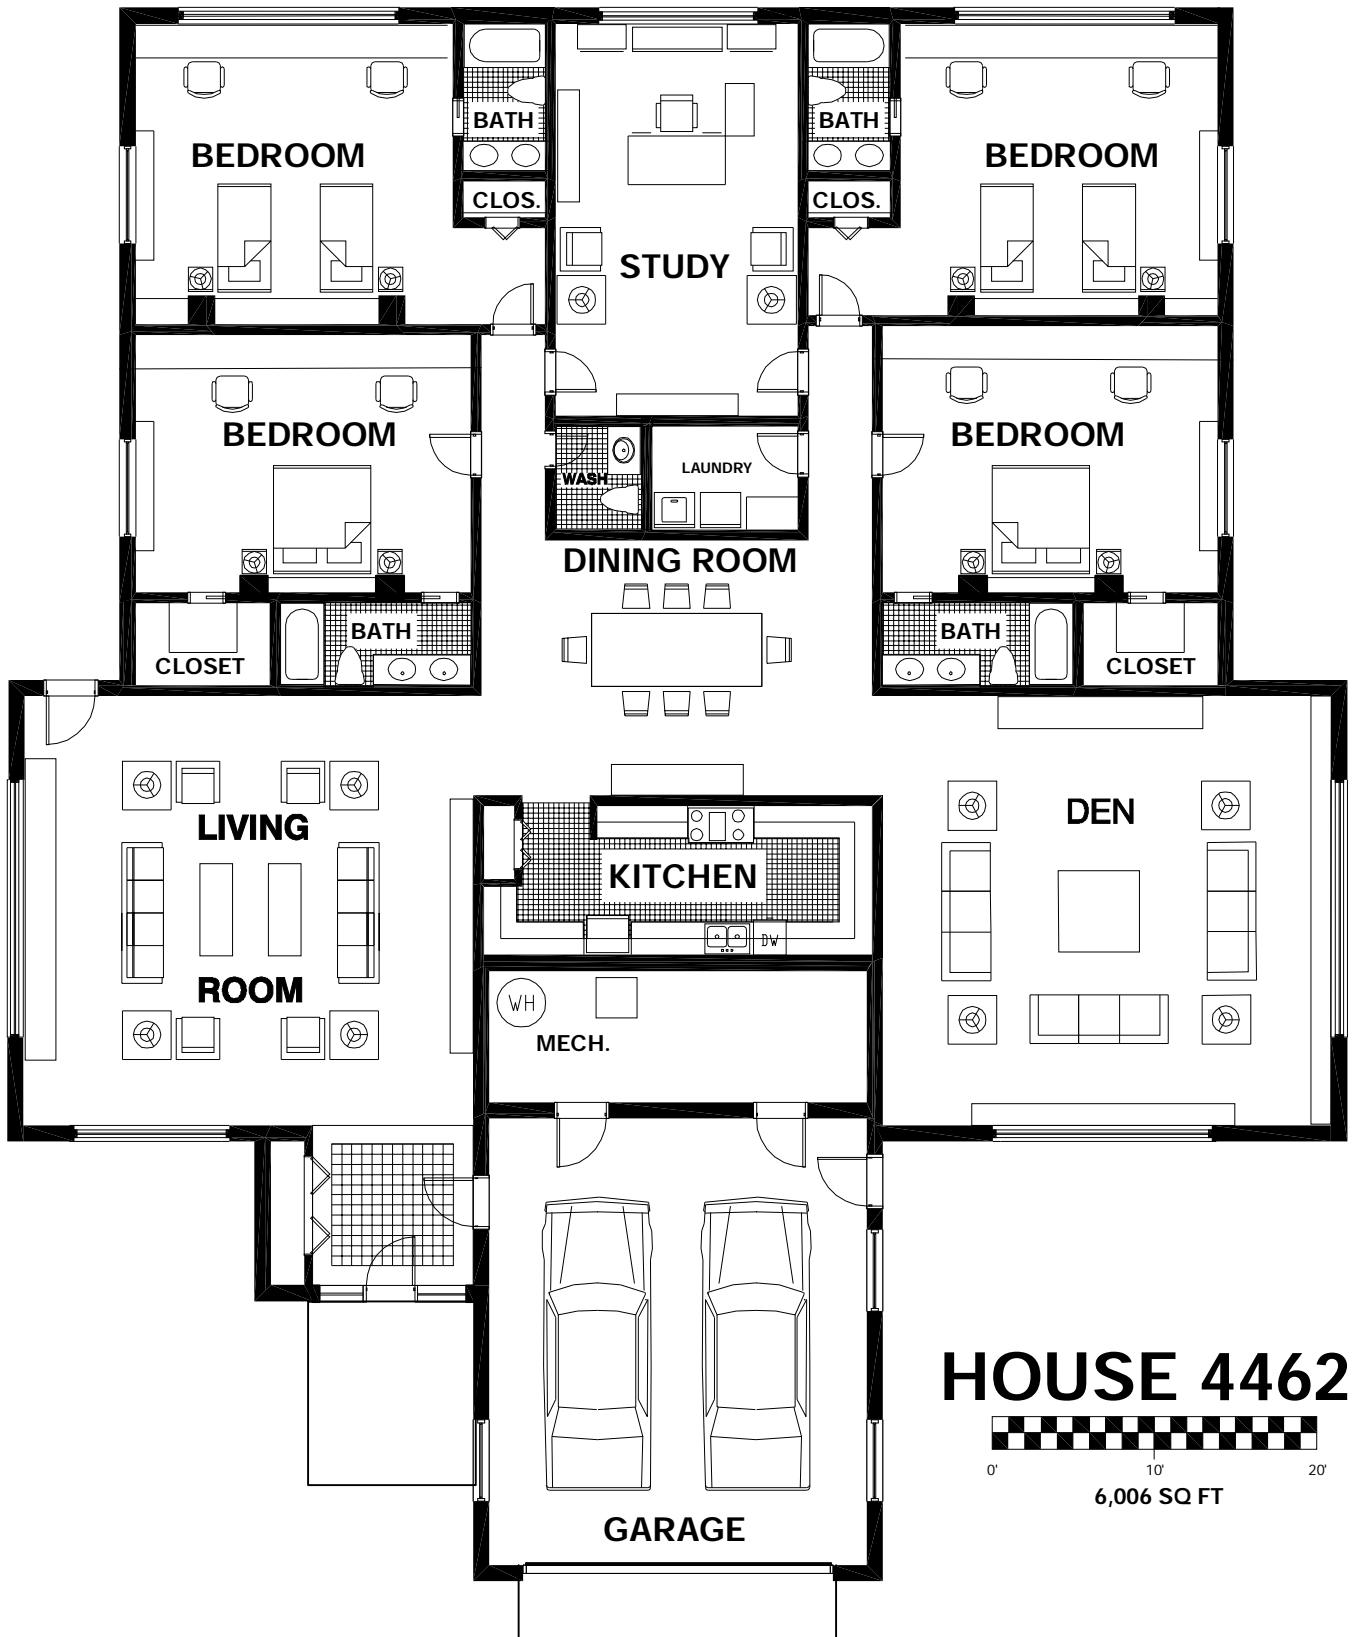 BATH
BATH
BEDROOM
BEDROOM
CLOS.
CLOS.
STUDY
BEDROOM
BEDROOM
WASH
LAUNDRY
DINING ROOM
BATH
BATH
CLOSET
CLOSET
LIVING
DEN
KITCHEN
DW
ROOM
WH
MECH.
HOUSE 4462
0' 10' 20'
6,006 SQ FT
GARAGE